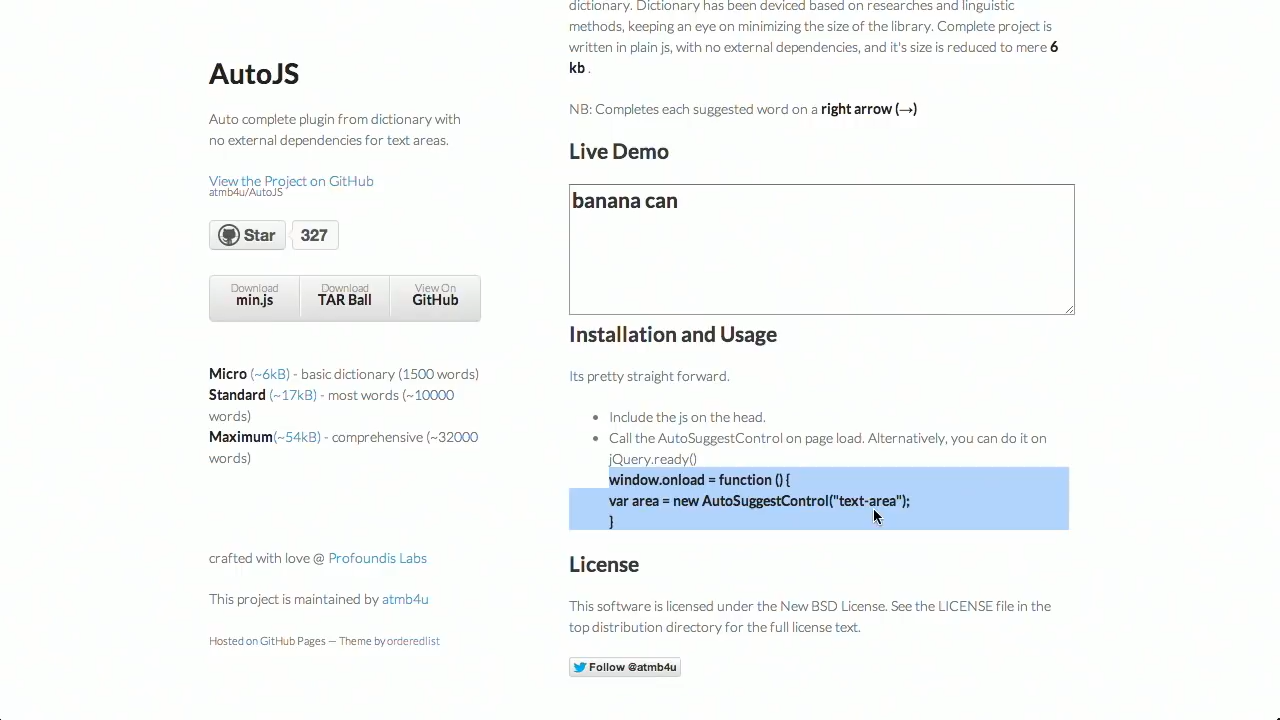 AutoJS
Auto complete plugin from dictionary with
no external dependencies for text areas.
View the Project on GitHub
atmb4u/AutoJS
Star 327
Download Download View On
min.js TAR Ball GitHub
Micro (~6kB) - basic dictionary (1500 words)
Standard (~17kB) - most words (~10000
words)
Maximum(~54kB) - comprehensive (~32000
words)
crafted with love @ Profoundis Labs
This project is maintained by atmb4u
Hosted on GitHub Pages — Theme by orderedlist
dictionary. Dictionary has been deviced based on researches and linguistic
methods, keeping an eye on minimizing the size of the library. Complete project is
written in plain js, with no external dependencies, and it's size is reduced to mere 6
kb .
NB: Completes each suggested word on a right arrow (→)
Live Demo
banana can
Installation and Usage
Its pretty straight forward.
• Include the js on the head.
• Call the AutoSuggestControl on page load. Alternatively, you can do it on
jQuery.ready()
window.onload = function () {
var area = new AutoSuggestControl("text-area");
}
License
This software is licensed under the New BSD License. See the LICENSE file in the
top distribution directory for the full license text.
Follow @atmb4u